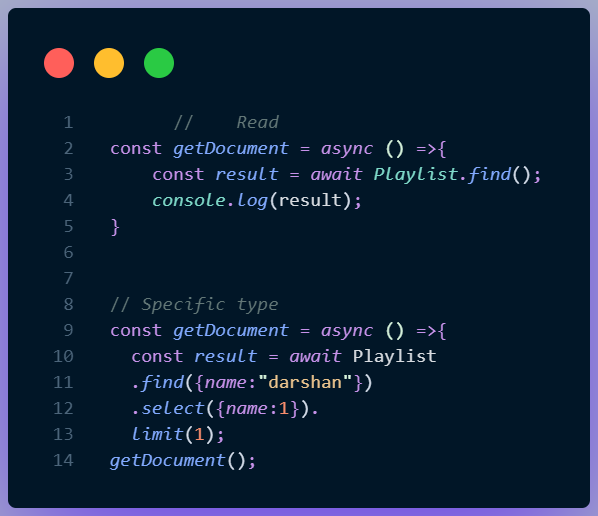 1 // Read
2 const getDocument = async () =>{
3 const result = await Playlist.find();
4 console.log(result);
5 }
6
7
8 // Specific type
9 const getDocument = async () =>{
10 const result = await Playlist
11 .find({name:"darshan"})
12 .select({name:1}).
13 limit(1);
14 getDocument();